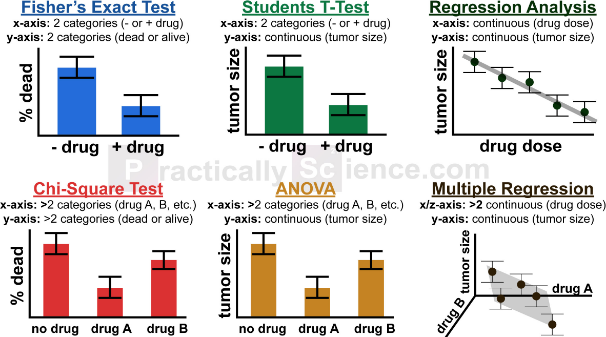 Fisher's Exact Test
x-axis: 2 categories (- or + drug)
y-axis: 2 categories (dead or alive)
% dead
- drug + drug
Students T-Test
x-axis: 2 categories (- or + drug)
y-axis: continuous (tumor size)
tumor size
- drug + drug
Regression Analysis
x-axis: continuous (drug dose)
y-axis: continuous (tumor size)
tumor size
drug dose
Practically Science.com
Chi-Square Test
x-axis: >2 categories (drug A, B, etc.)
y-axis: >2 categories (dead or alive)
% dead
no drug drug A drug B
ANOVA
x-axis: >2 categories (drug A, B, etc.)
y-axis: continuous (tumor size)
tumor size
no drug drug A drug B
Multiple Regression
x/z-axis: >2 continuous (drug dose)
y-axis: continuous (tumor size)
tumor size
drug A
drug B